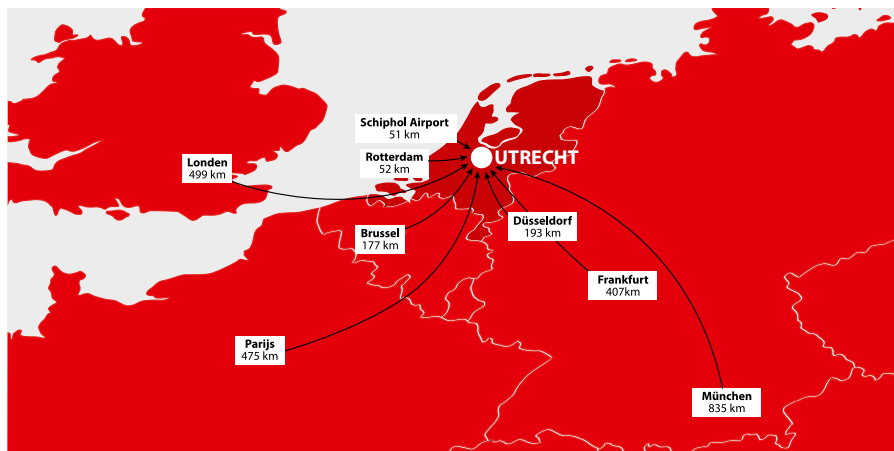 Schiphol Airport
51 km
UTRECHT
Rotterdam
52 km
Londen
499 km
Düsseldorf
193 km
Brussel
177 km
Frankfurt
407km
Parijs
475 km
München
835 km